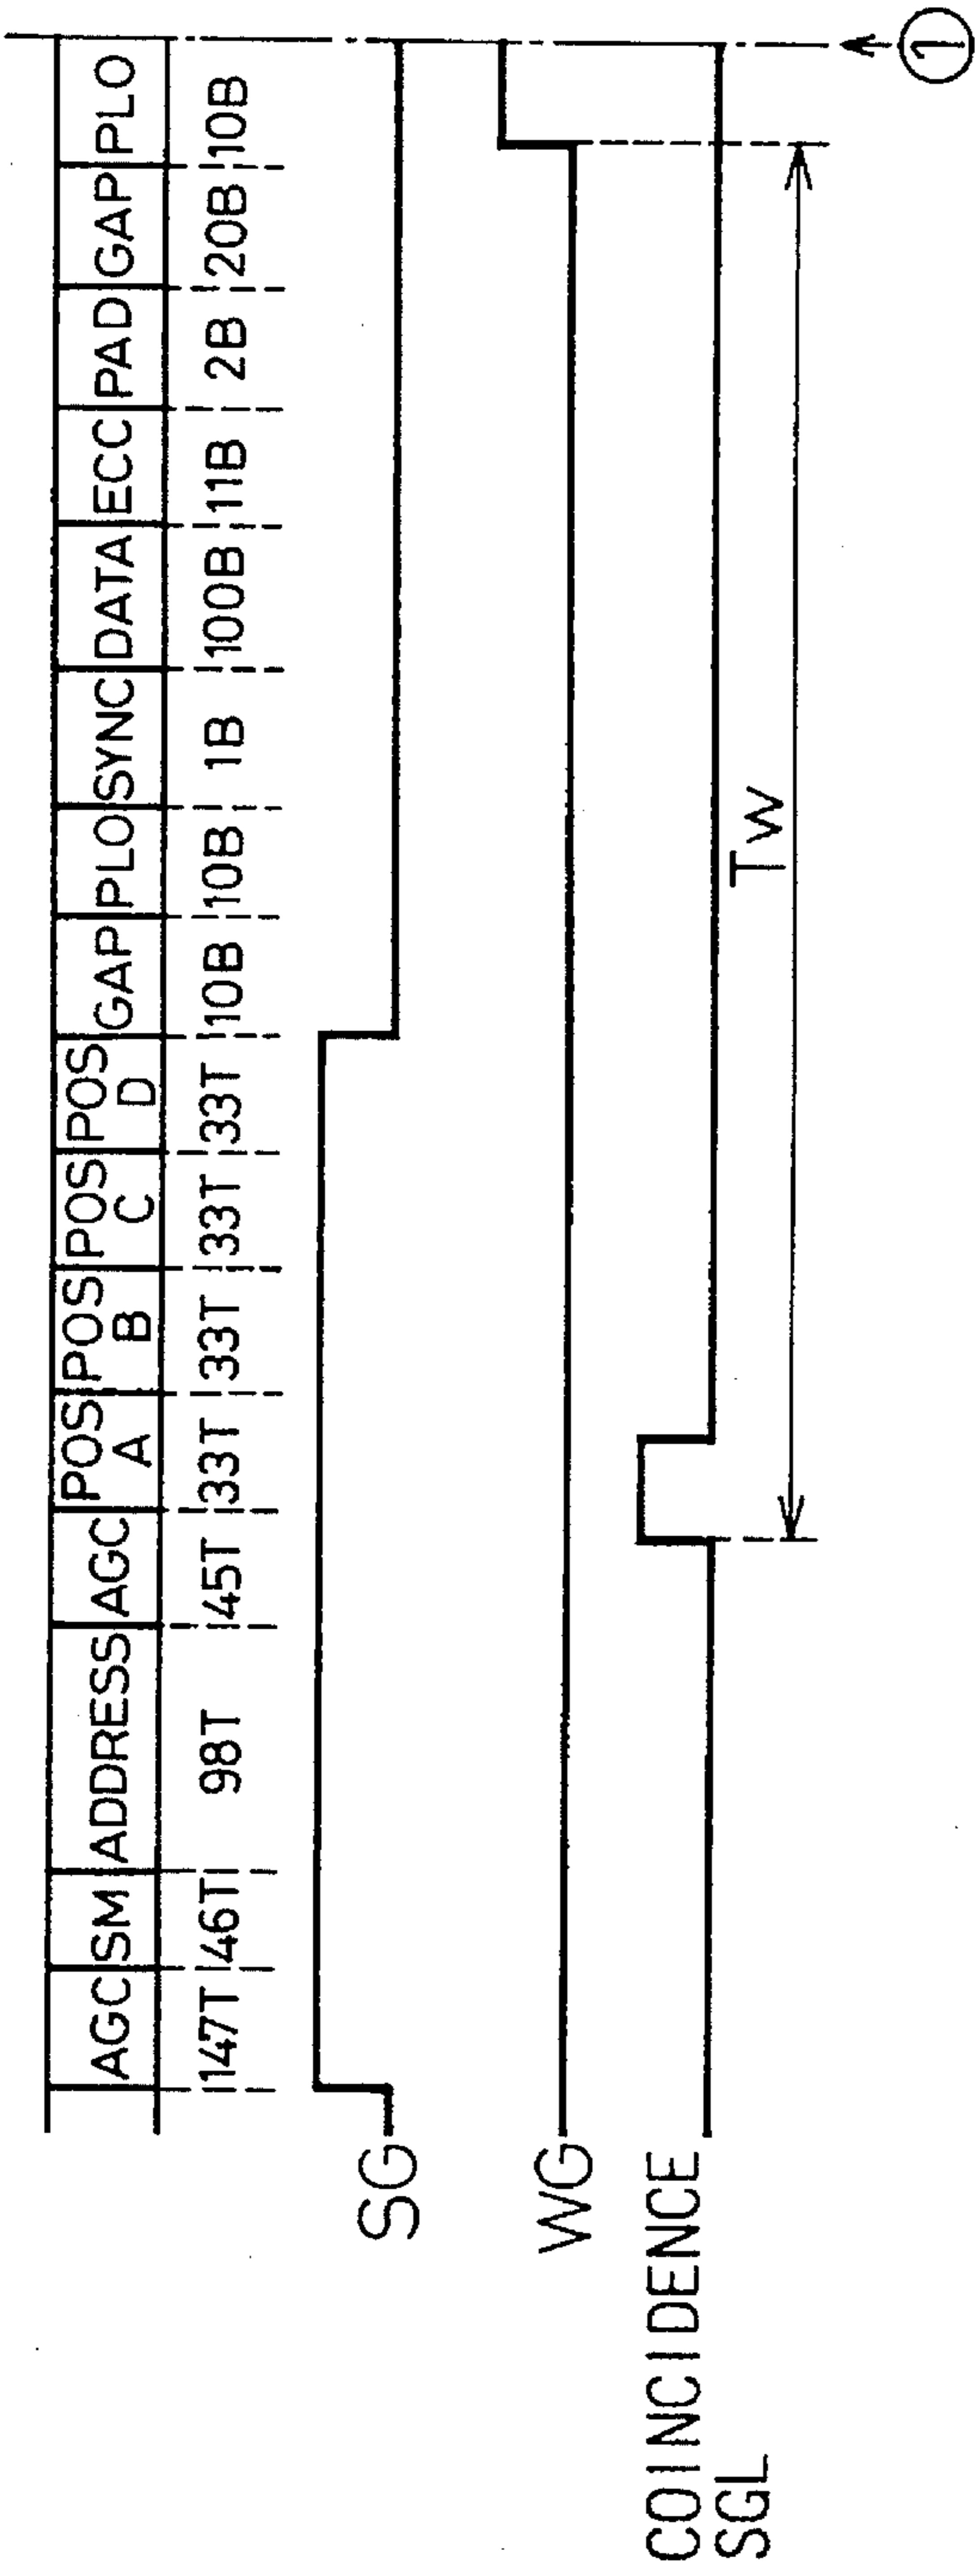 AGC SM ADDRESS AGC POS A POS B POS C POS D GAP PLO SYNC DATA ECC PAD GAP PLO
147T 46T 98T 45T 33T 33T 33T 33T 10B 10B 1B 100B 11B 2B 20B 10B
SG
WG
COINCIDENCE
SGL
TW
1